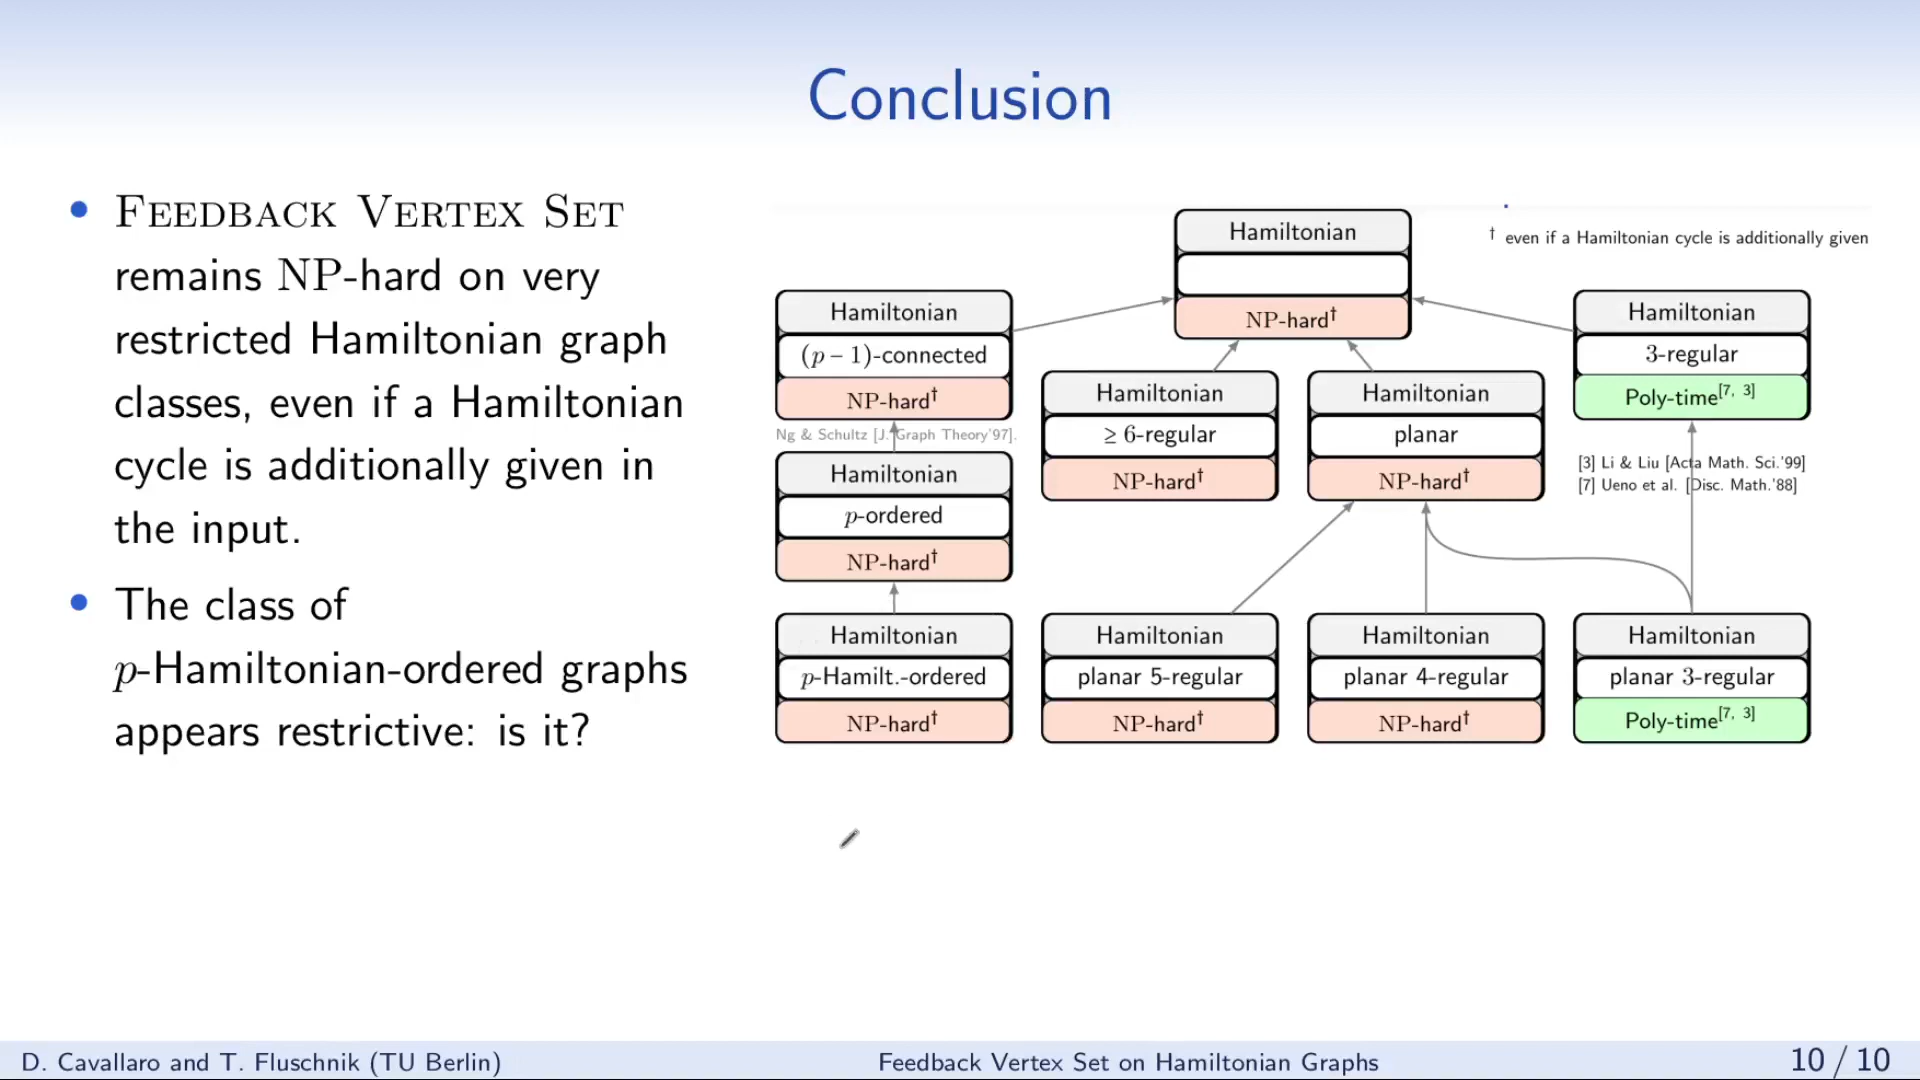 Conclusion
• Feedback Vertex Set
remains NP-hard on very
restricted Hamiltonian graph
classes, even if a Hamiltonian
cycle is additionally given in
the input.
• The class of
p-Hamiltonian-ordered graphs
appears restrictive: is it?
† even if a Hamiltonian cycle is additionally given
Hamiltonian
NP-hard†
Hamiltonian
(p − 1)-connected
NP-hard†
Hamiltonian
3-regular
Poly-time[7, 3]
Hamiltonian
≥ 6-regular
NP-hard†
Hamiltonian
planar
NP-hard†
Ng & Schultz [J. Graph Theory'97].
[3] Li & Liu [Acta Math. Sci.'99]
[7] Ueno et al. [Disc. Math.'88]
Hamiltonian
p-ordered
NP-hard†
Hamiltonian
p-Hamilt.-ordered
NP-hard†
Hamiltonian
planar 5-regular
NP-hard†
Hamiltonian
planar 4-regular
NP-hard†
Hamiltonian
planar 3-regular
Poly-time[7, 3]
D. Cavallaro and T. Fluschnik (TU Berlin)
Feedback Vertex Set on Hamiltonian Graphs
10 / 10